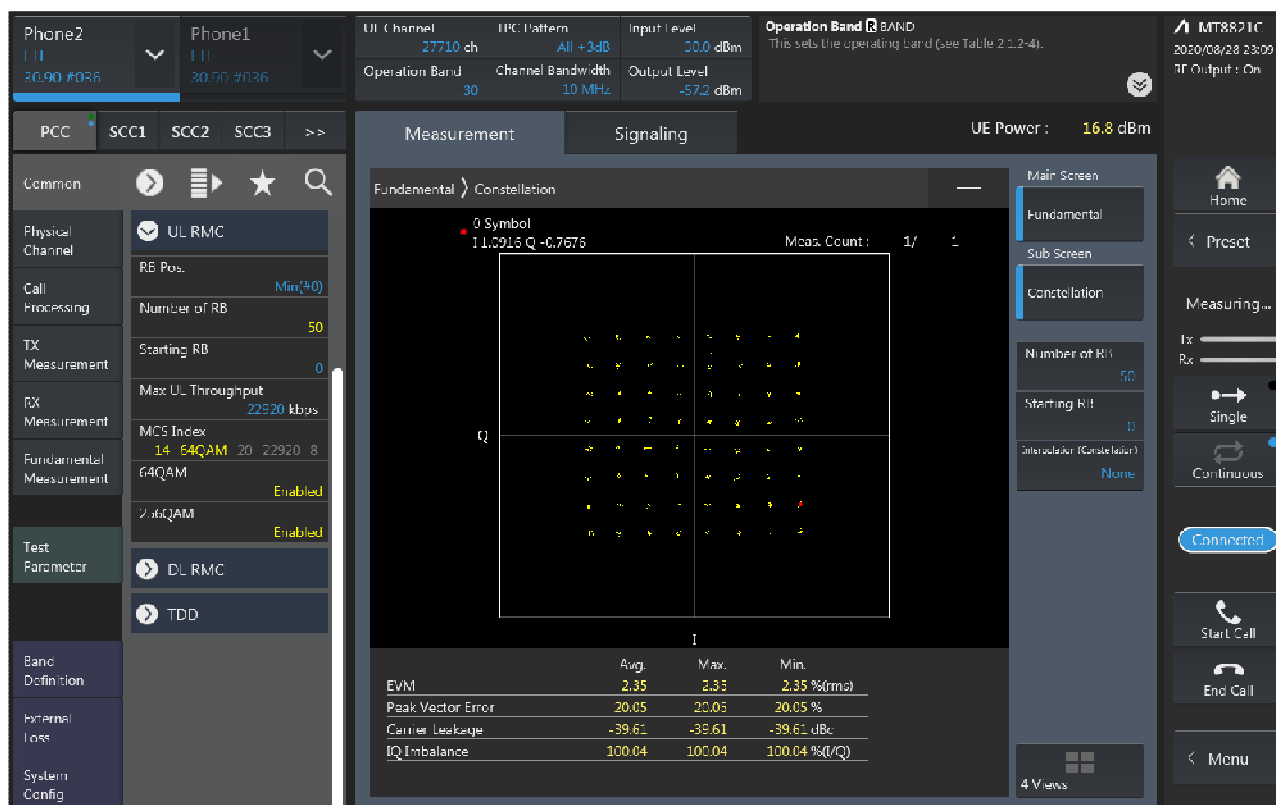 Phone2
30.90 #036
Phone1
30.90 #036
UL Channel
27710 ch
TPC Pattern
All +3dB
Input Level
30.0 dBm
Operation Band
30
Channel Bandwidth
10 MHz
Output Level
-57.2 dBm
Operation Band R BAND
This sets the operating band (see Table 2.1.2-4).
MT8821C
2020/08/28 23:09
RF Output : On
PCC
SCC1
SCC2
SCC3
>>
Measurement
Signaling
UE Power : 16.8 dBm
Common
Physical
Channel
Call
Processing
TX
Measurement
RX
Measurement
Fundamental
Measurement
Test
Parameter
Band
Definition
External
Loss
System
Config
UL RMC
RB Pos.
Min(#0)
Number of RB
50
Starting RB
0
Max UL Throughput
22920 kbps
MCS Index
14 64QAM 20 22920 8
64QAM
Enabled
256QAM
Enabled
DL RMC
TDD
Fundamental 〉 Constellation
0 Symbol
I 1.0916 Q -0.7676
Meas. Count : 1/ 1
Q
I
Avg. Max. Min.
EVM 2.35 2.35 2.35 %(rms)
Peak Vector Error 20.05 20.05 20.05 %
Carrier Leakage -39.61 -39.61 -39.61 dBc
IQ Imbalance 100.04 100.04 100.04 %(I/Q)
Main Screen
Fundamental
Sub Screen
Constellation
Number of RB
50
Starting RB
0
Interpolation (Constellation)
None
4 Views
Home
< Preset
Measuring...
Tx
Rx
Single
Continuous
Connected
Start Call
End Call
< Menu